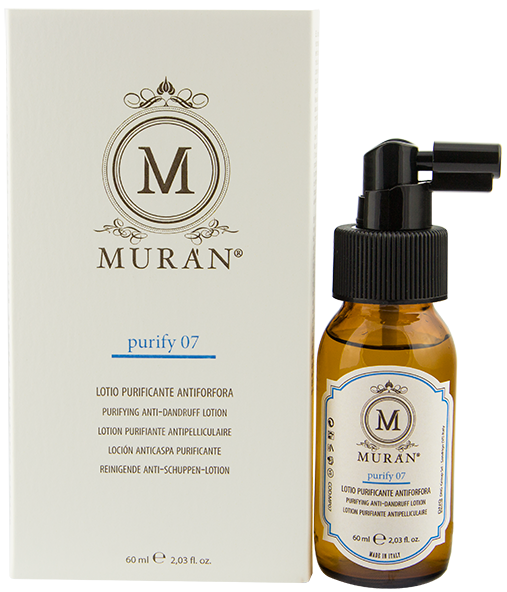 M
MURÁN®
purify 07
LOTIO PURIFICANTE ANTIFORFORA
PURIFYING ANTI-DANDRUFF LOTION
LOTION PURIFIANTE ANTIPELLICULAIRE
LOCIÓN ANTICASPA PURIFICANTE
REINIGENDE ANTI-SCHUPPEN-LOTION
60 ml ℮ 2,03 fl. oz.
M
MURÁN®
purify 07
LOTIO PURIFICANTE ANTIFORFORA
PURIFYING ANTI-DANDRUFF LOTION
LOTION PURIFIANTE ANTIPELLICULAIRE
60 ml ℮ 2,03 fl. oz.
MADE IN ITALY